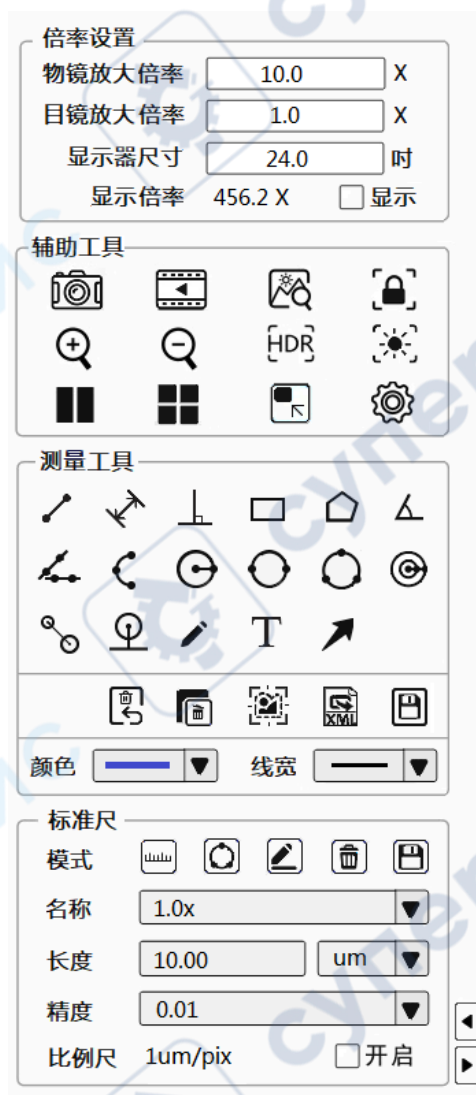 倍率设置
物镜放大倍率 10.0 X
目镜放大倍率 1.0 X
显示器尺寸 24.0 吋
显示倍率 456.2 X 显示
辅助工具
HDR
测量工具
T
XML
颜色 线宽
标准尺
模式
名称 1.0x
长度 10.00 um
精度 0.01
比例尺 1um/pix 开启